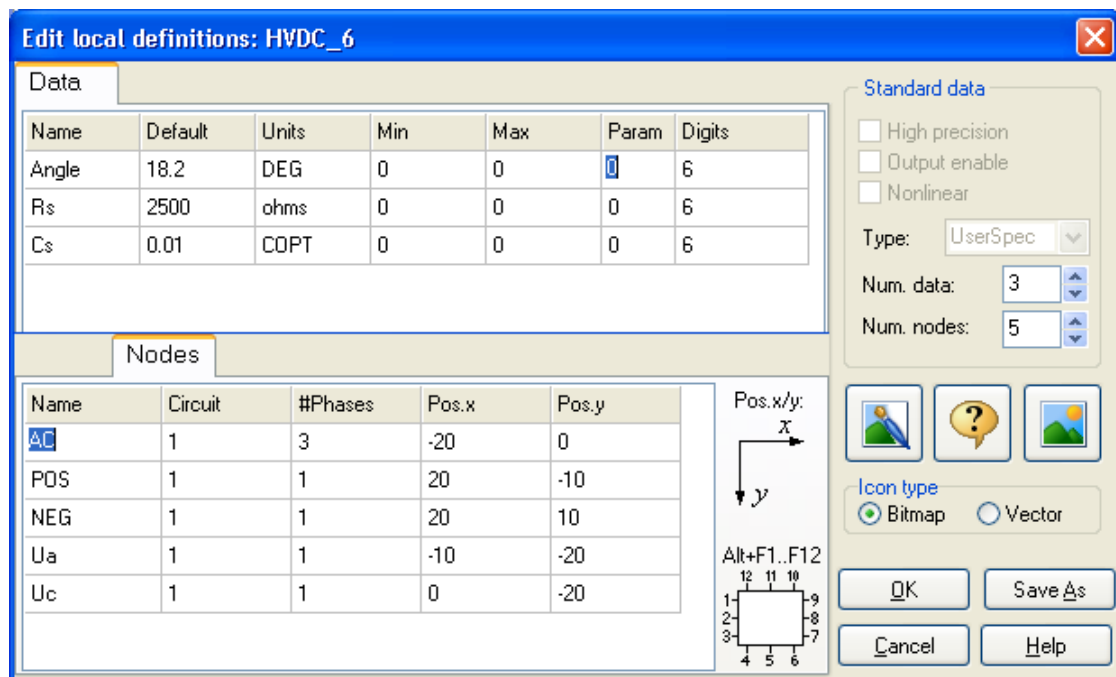 Edit local definitions: HVDC_6
Data
Name Default Units Min Max Param Digits
Angle 18.2 DEG 0 0 0 6
Rs 2500 ohms 0 0 0 6
Cs 0.01 COPT 0 0 0 6
Standard data
High precision
Output enable
Nonlinear
Type: UserSpec
Num. data: 3
Num. nodes: 5
Nodes
Name Circuit #Phases Pos.x Pos.y
AC 1 3 -20 0
POS 1 1 20 -10
NEG 1 1 20 10
Ua 1 1 -10 -20
Uc 1 1 0 -20
Pos.x/y:
x
y
Alt+F1..F12
12 11 10
1 9
2 8
3 7
4 5 6
?
Icon type
Bitmap Vector
OK Save As
Cancel Help